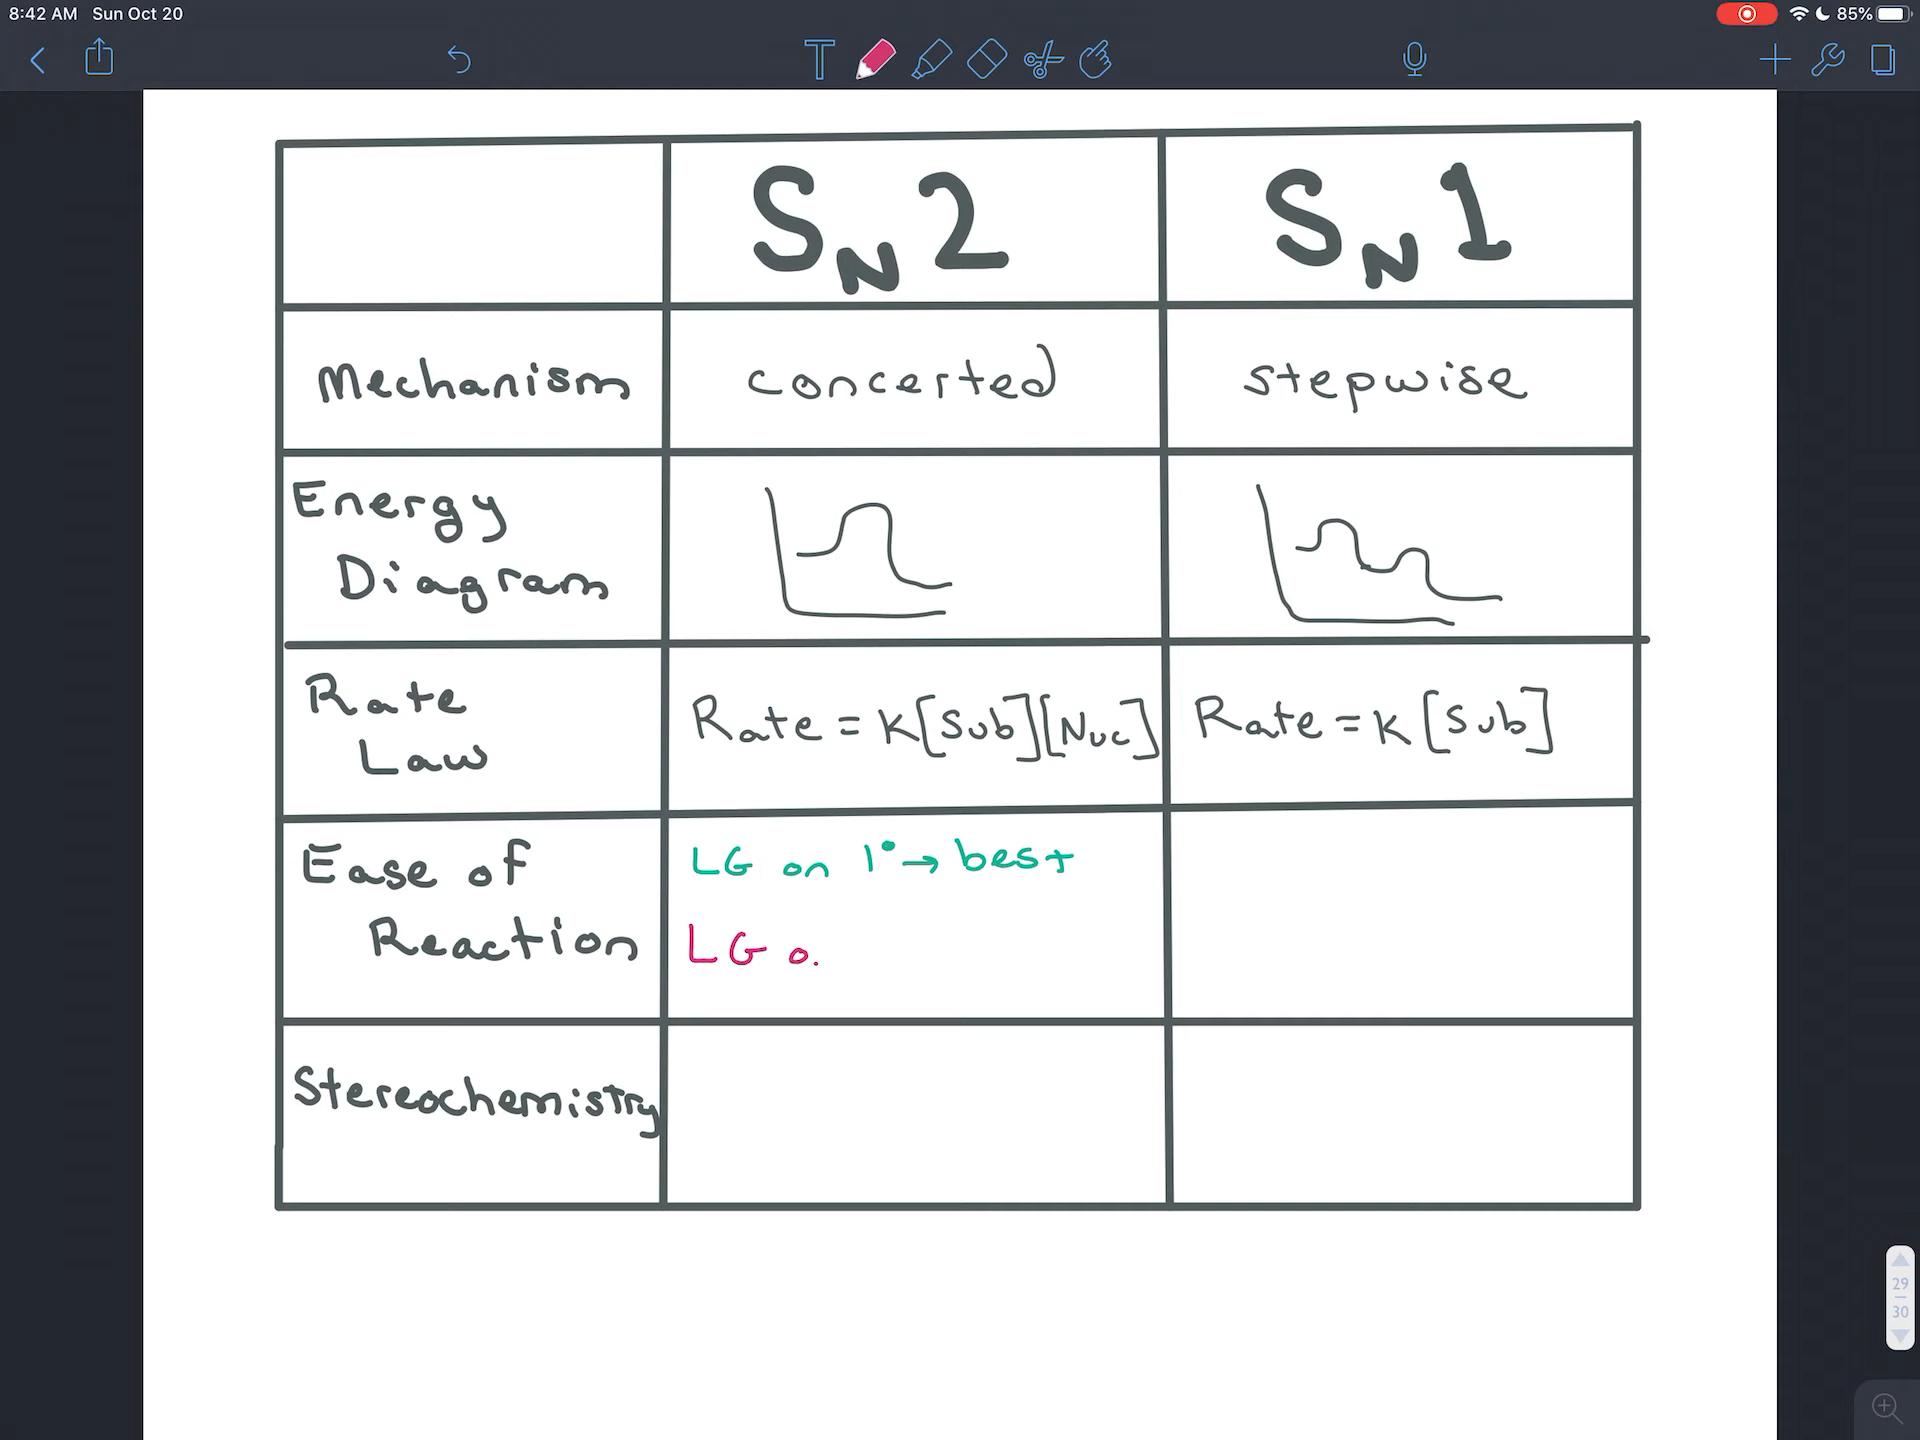 8:42 AM Sun Oct 20
85%
T
SN2 SN1
Mechanism concerted stepwise
Energy
Diagram
Rate
Law
Rate = K[Sub][Nuc] Rate = K[Sub]
Ease of
Reaction
LG on 1° → best
LG o.
Stereochemistry
29
30